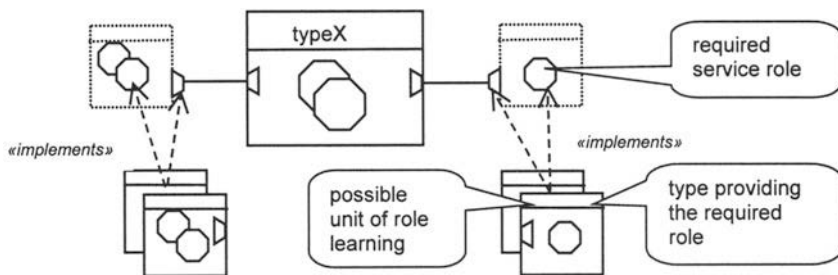 typeX
required
service role
«implements»
«implements»
possible
unit of role
learning
type providing
the required
role